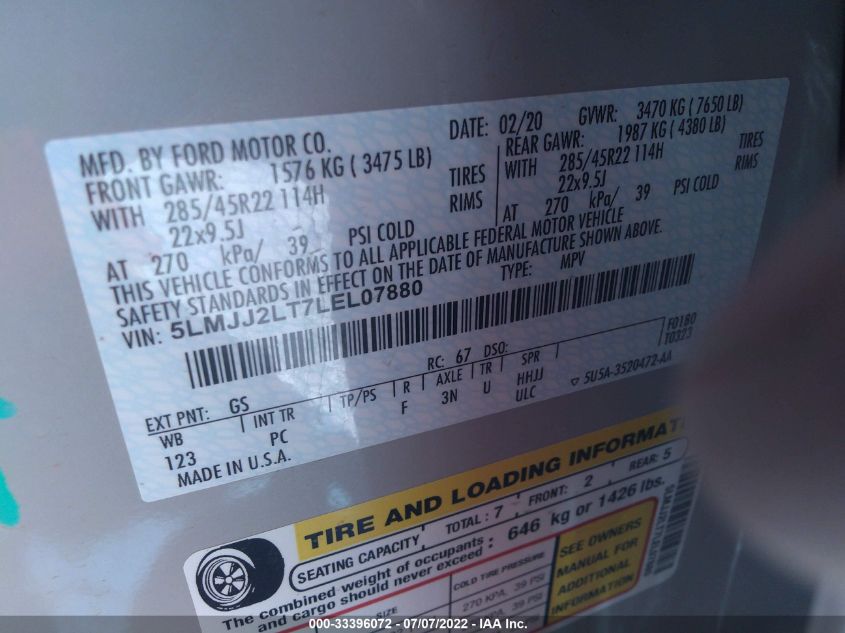 MFD. BY FORD MOTOR CO.
DATE: 02/20 GVWR: 3470 KG ( 7650 LB)
FRONT GAWR: 1576 KG ( 3475 LB)
REAR GAWR: 1987 KG ( 4380 LB)
WITH 285/45R22 114H TIRES
WITH 285/45R22 114H TIRES
22x9.5J RIMS
22x9.5J RIMS
AT 270 kPa/ 39 PSI COLD
AT 270 kPa/ 39 PSI COLD
THIS VEHICLE CONFORMS TO ALL APPLICABLE FEDERAL MOTOR VEHICLE
SAFETY STANDARDS IN EFFECT ON THE DATE OF MANUFACTURE SHOWN ABOVE.
VIN: 5LMJJ2LT7LEL07880 TYPE: MPV
F0180
T0323
EXT PNT: GS RC: 67 DSO:
WB INT TR TP/PS R AXLE TR SPR
123 PC F 3N U HHJJ
ULC
5U5A-3520472-AA
MADE IN U.S.A.
TIRE AND LOADING INFORMAT
SEATING CAPACITY TOTAL : 7 FRONT: 2 REAR: 5
The combined weight of occupants and cargo should never exceed : 646 kg or 1426 lbs.
SIZE COLD TIRE PRESSURE
270 KPA, 39 PSI
SEE OWNERS
MANUAL FOR
ADDITIONAL
INFORMATION
000-33396072 - 07/07/2022 - IAA Inc.